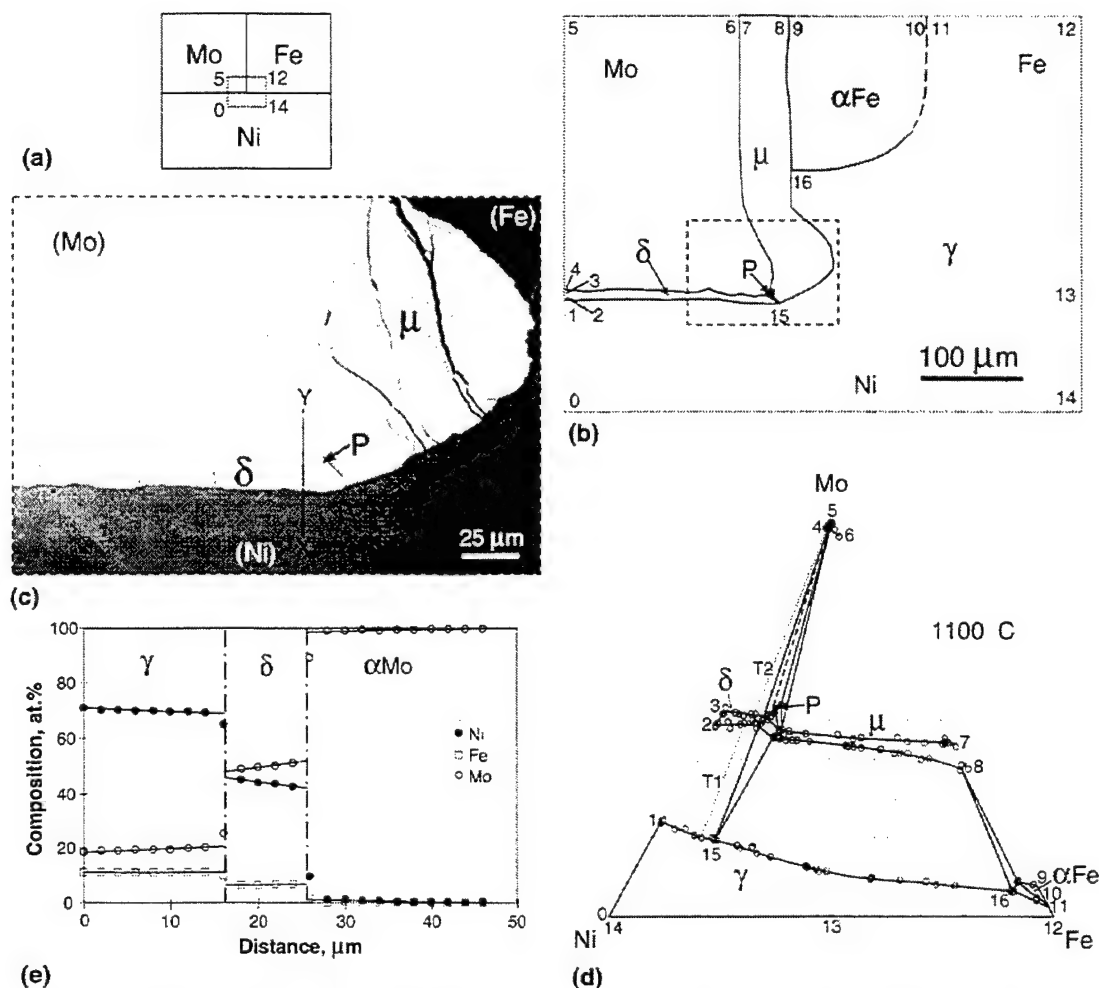 Mo Fe
5 12
0 14
Ni
(a)
5 6 7 8 9 10 11 12
Mo Fe
αFe
μ
16
δ γ
4 3 P 13
1 2 15
100 μm
Ni
0 14
(b)
(Fe)
(Mo)
μ
Y
P
δ
(Ni)
25 μm
(c)
Mo
5
4 6
1100 C
T2
δ
3 P
2 μ
7
8
T1
1
15
γ
9 αFe
16 10
11
0
14 13 12
Ni Fe
(d)
100
80
60
40
20
0
Composition, at.%
γ δ αMo
Ni
Fe
Mo
0 10 20 30 40 50
Distance, μm
(e)